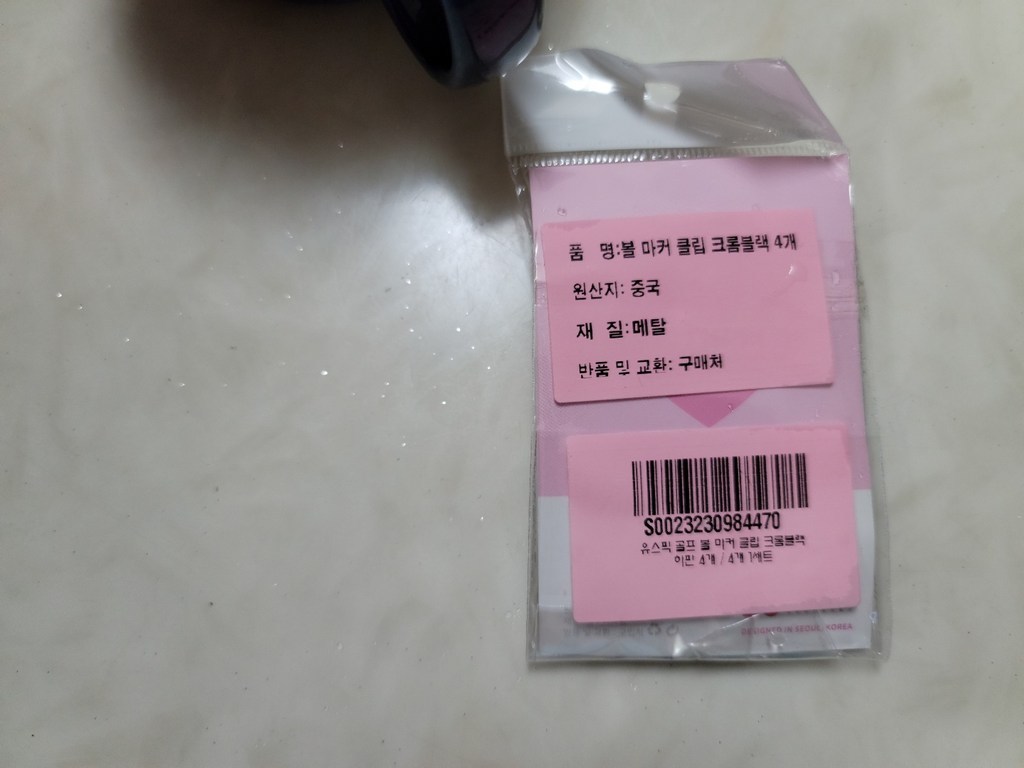 품 명:볼 마커 클립 크롬블랙 4개
원산지: 중국
재 질:메탈
반품 및 교환: 구매처
S0023230984470
유스픽 골프 볼 마커 클립 크롬블랙
이민 4개 / 4개 1세트
DESIGNED IN SEOUL, KOREA